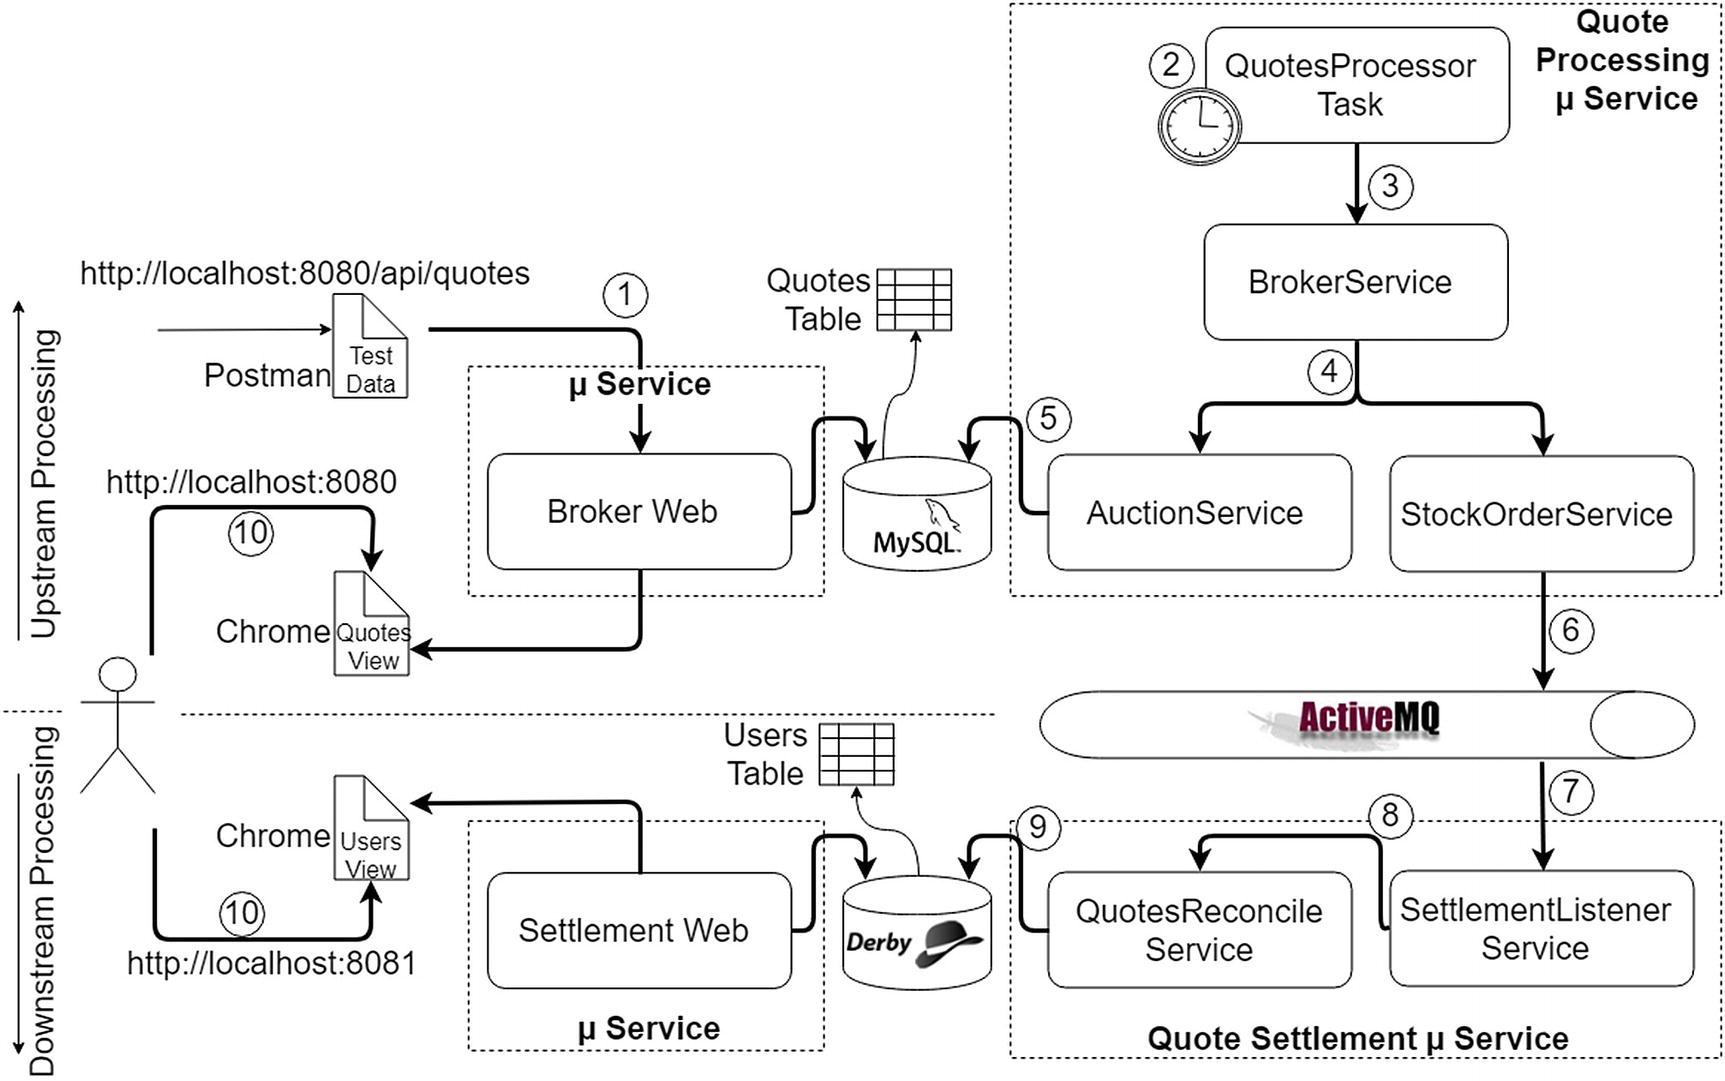 Quote
Processing
µ Service
2
QuotesProcessor
Task
3
BrokerService
4
http://localhost:8080/api/quotes
1
Postman
Test
Data
Quotes
Table
µ Service
5
Broker Web
MySQL
AuctionService
StockOrderService
Upstream Processing
http://localhost:8080
10
Chrome
Quotes
View
6
ActiveMQ
Downstream Processing
Users
Table
7
Chrome
Users
View
8
9
10
http://localhost:8081
Settlement Web
Derby
QuotesReconcile
Service
SettlementListener
Service
µ Service
Quote Settlement µ Service